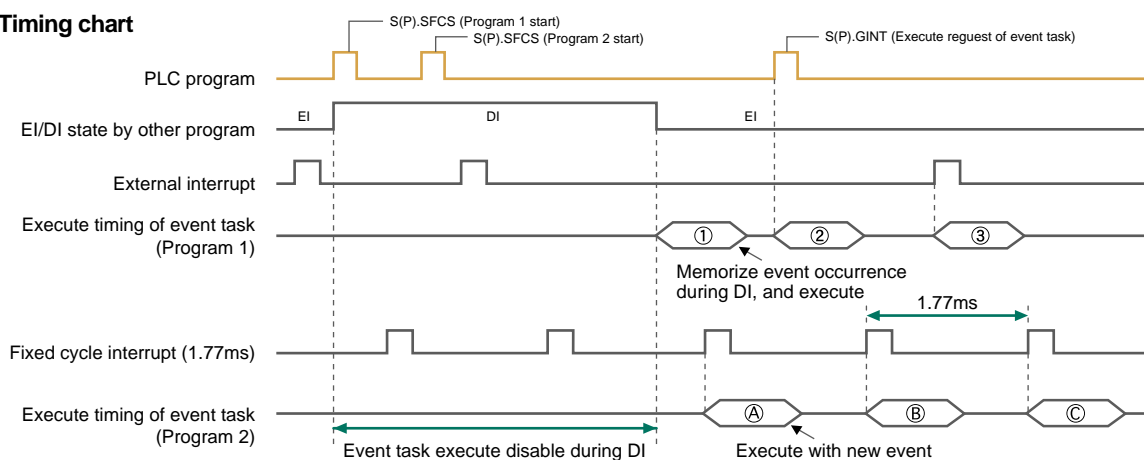 Timing chart
S(P).SFCS (Program 1 start)
S(P).SFCS (Program 2 start)
S(P).GINT (Execute reguest of event task)
PLC program
EI/DI state by other program
EI
DI
EI
External interrupt
Execute timing of event task
(Program 1)
①
②
③
Memorize event occurrence
during DI, and execute
1.77ms
Fixed cycle interrupt (1.77ms)
Execute timing of event task
(Program 2)
Ⓐ
Ⓑ
Ⓒ
Event task execute disable during DI
Execute with new event